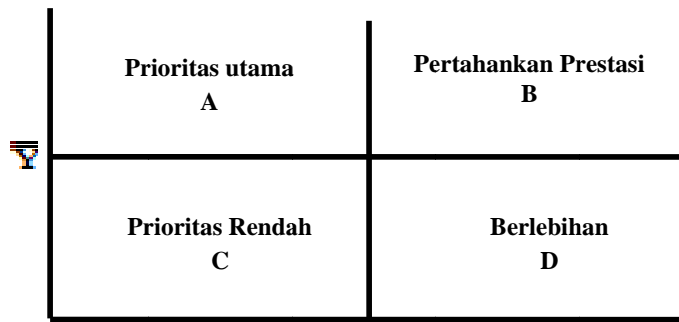 Prioritas utama
A
Pertahankan Prestasi
B
Y̿
Prioritas Rendah
C
Berlebihan
D